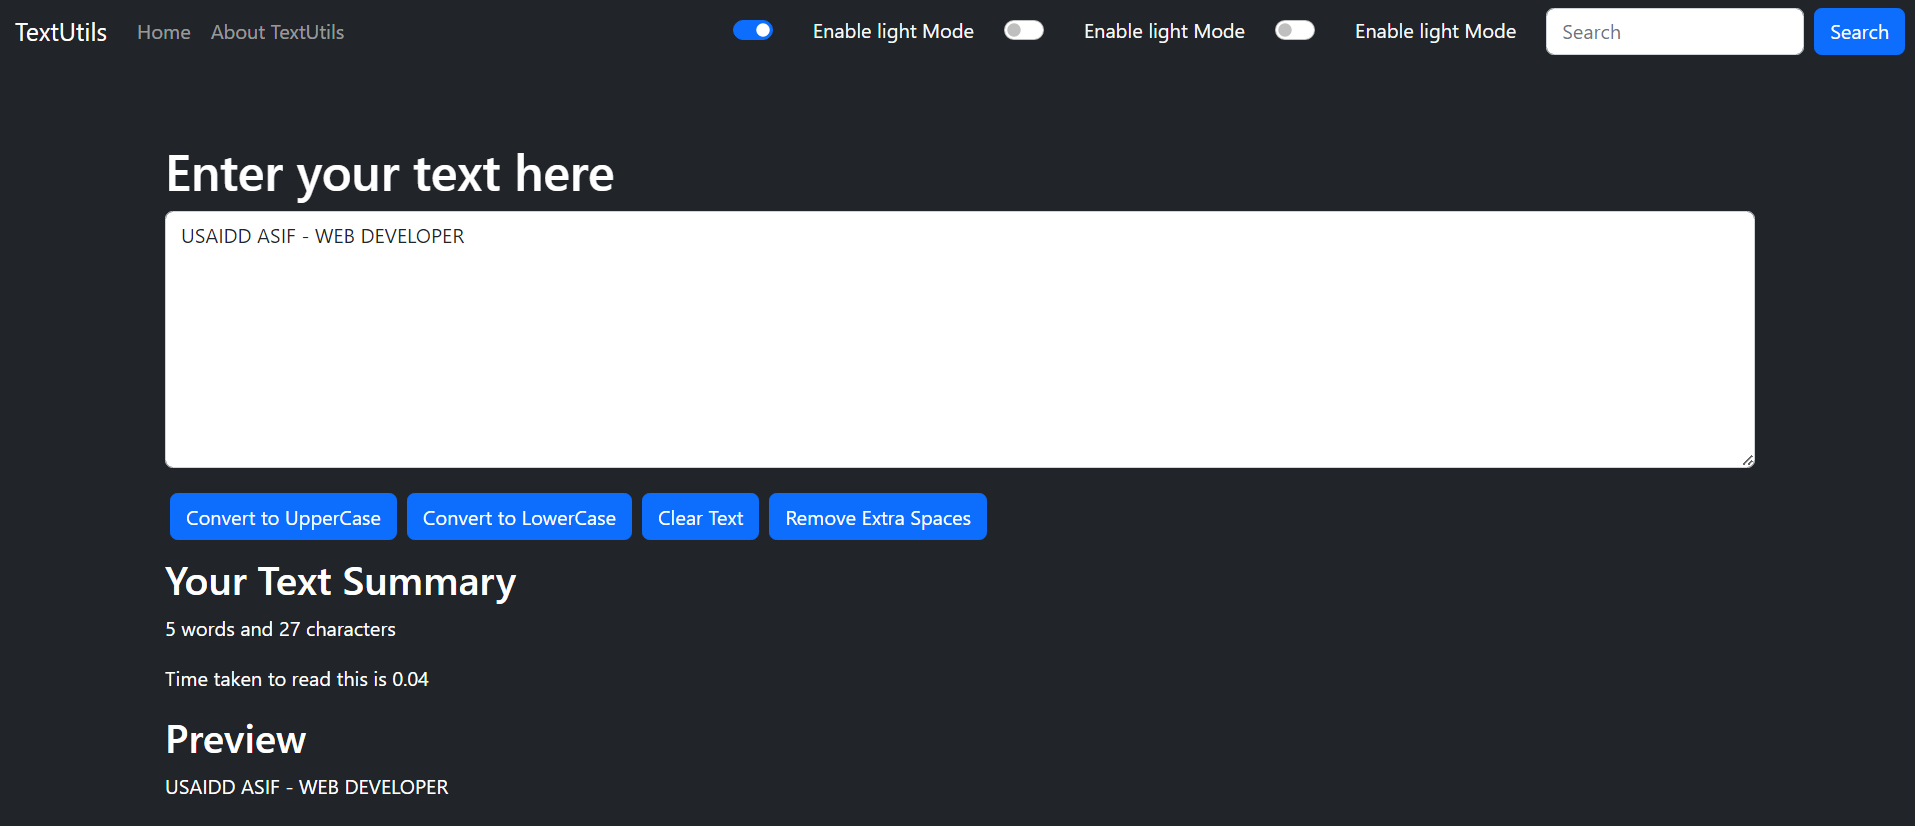 TextUtils Home About TextUtils Enable light Mode Enable light Mode Enable light Mode Search Search
Enter your text here
USAIDD ASIF - WEB DEVELOPER
Convert to UpperCase Convert to LowerCase Clear Text Remove Extra Spaces
Your Text Summary
5 words and 27 characters
Time taken to read this is 0.04
Preview
USAIDD ASIF - WEB DEVELOPER